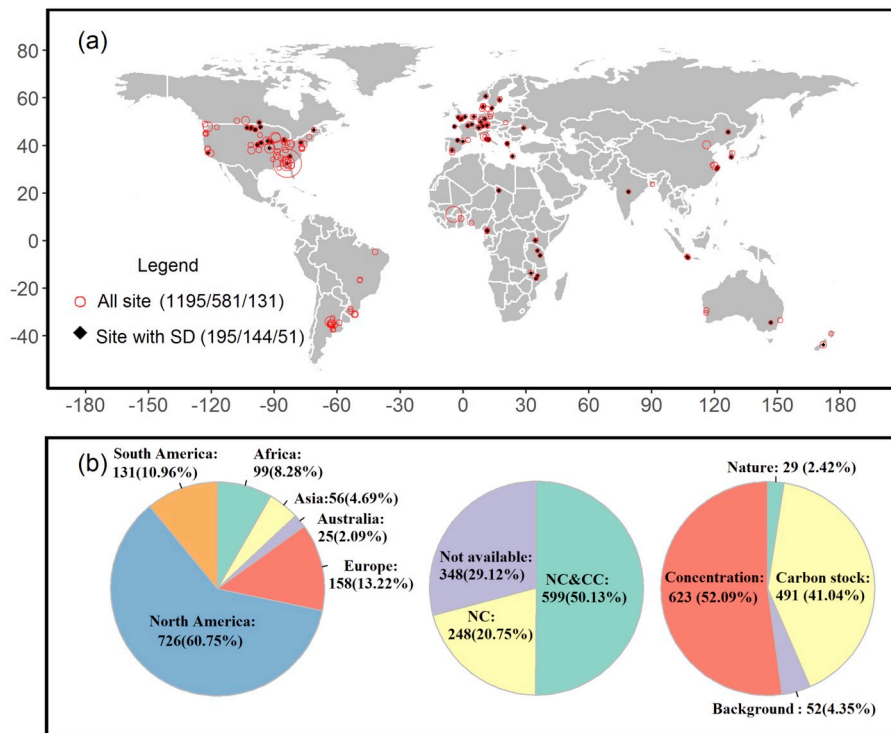 (a)
80
60
40
20
0
-20
-40
Legend
All site (1195/581/131)
Site with SD (195/144/51)
-180 -150 -120 -90 -60 -30 0 30 60 90 120 150 180
(b)
South America:
131(10.96%)
Africa:
99(8.28%)
Asia:56(4.69%)
Australia:
25(2.09%)
Europe:
158(13.22%)
North America:
726(60.75%)
Not available:
348(29.12%)
NC&CC:
599(50.13%)
NC:
248(20.75%)
Nature: 29 (2.42%)
Concentration:
623 (52.09%)
Carbon stock:
491 (41.04%)
Background : 52(4.35%)